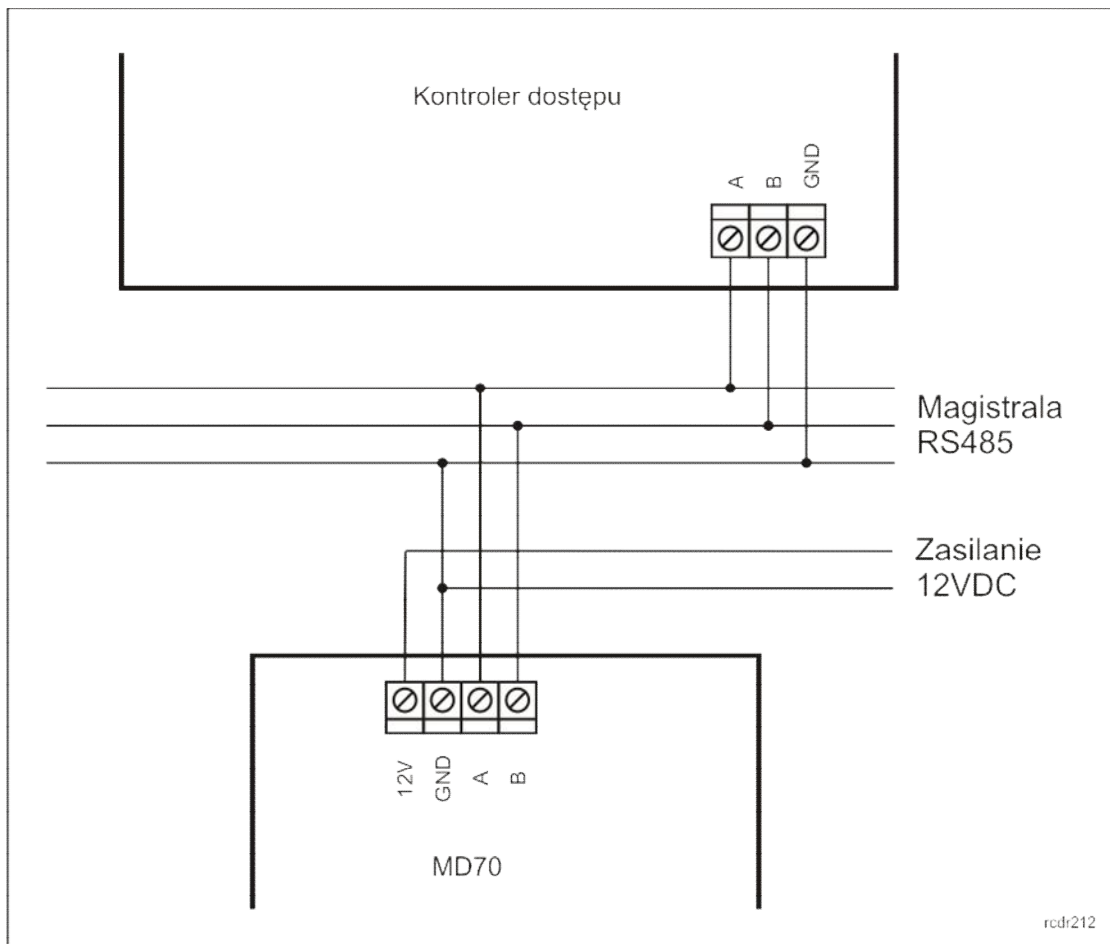 Kontroler dostępu
A
B
GND
Magistrala
RS485
Zasilanie
12VDC
12V
GND
A
B
MD70
rcdr212